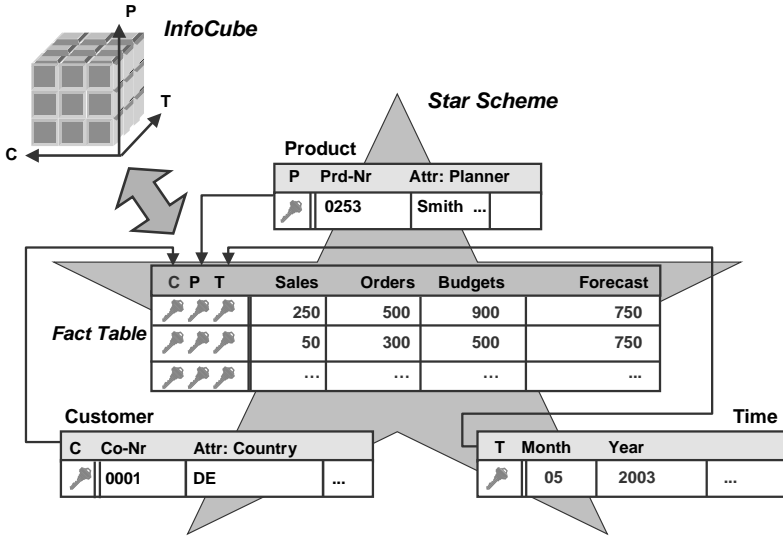 P
InfoCube
T
C
Star Scheme
Product
P Prd-Nr Attr: Planner
0253 Smith ...
C P T Sales Orders Budgets Forecast
250 500 900 750
Fact Table
50 300 500 750
... ... ... ...
Customer
C Co-Nr Attr: Country
0001 DE ...
Time
T Month Year
05 2003 ...